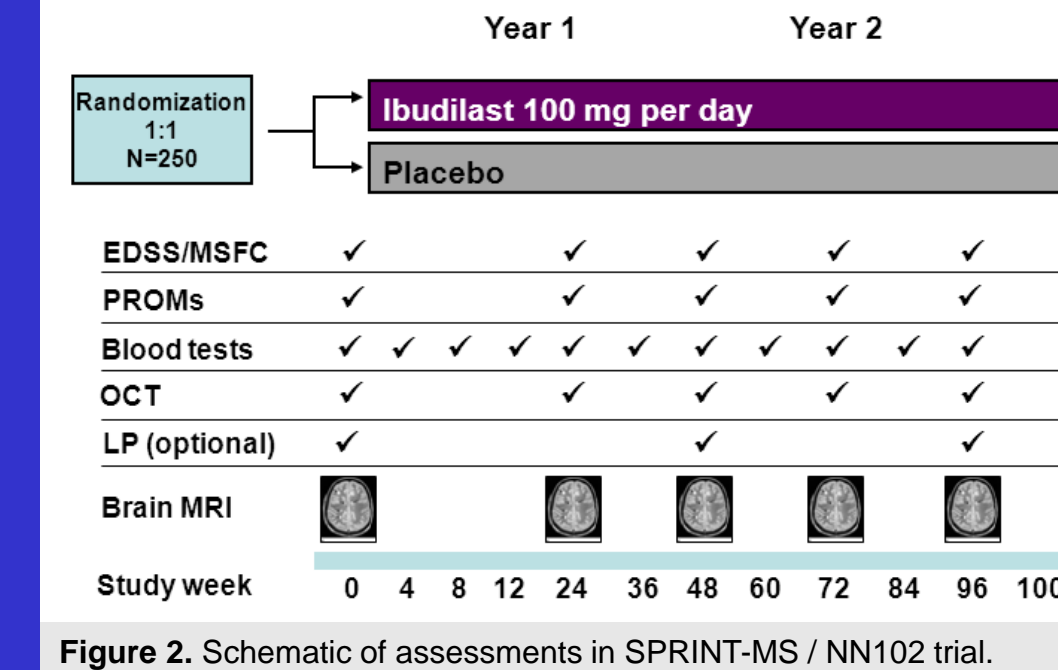 Year 1 Year 2
Randomization
1:1
N=250
Ibudilast 100 mg per day
Placebo
EDSS/MSFC ✓ ✓ ✓ ✓ ✓
PROMs ✓ ✓ ✓ ✓ ✓
Blood tests ✓ ✓ ✓ ✓ ✓ ✓ ✓ ✓ ✓ ✓ ✓
OCT ✓ ✓ ✓ ✓ ✓
LP (optional) ✓ ✓ ✓
Brain MRI
Study week 0 4 8 12 24 36 48 60 72 84 96 100
Figure 2. Schematic of assessments in SPRINT-MS / NN102 trial.